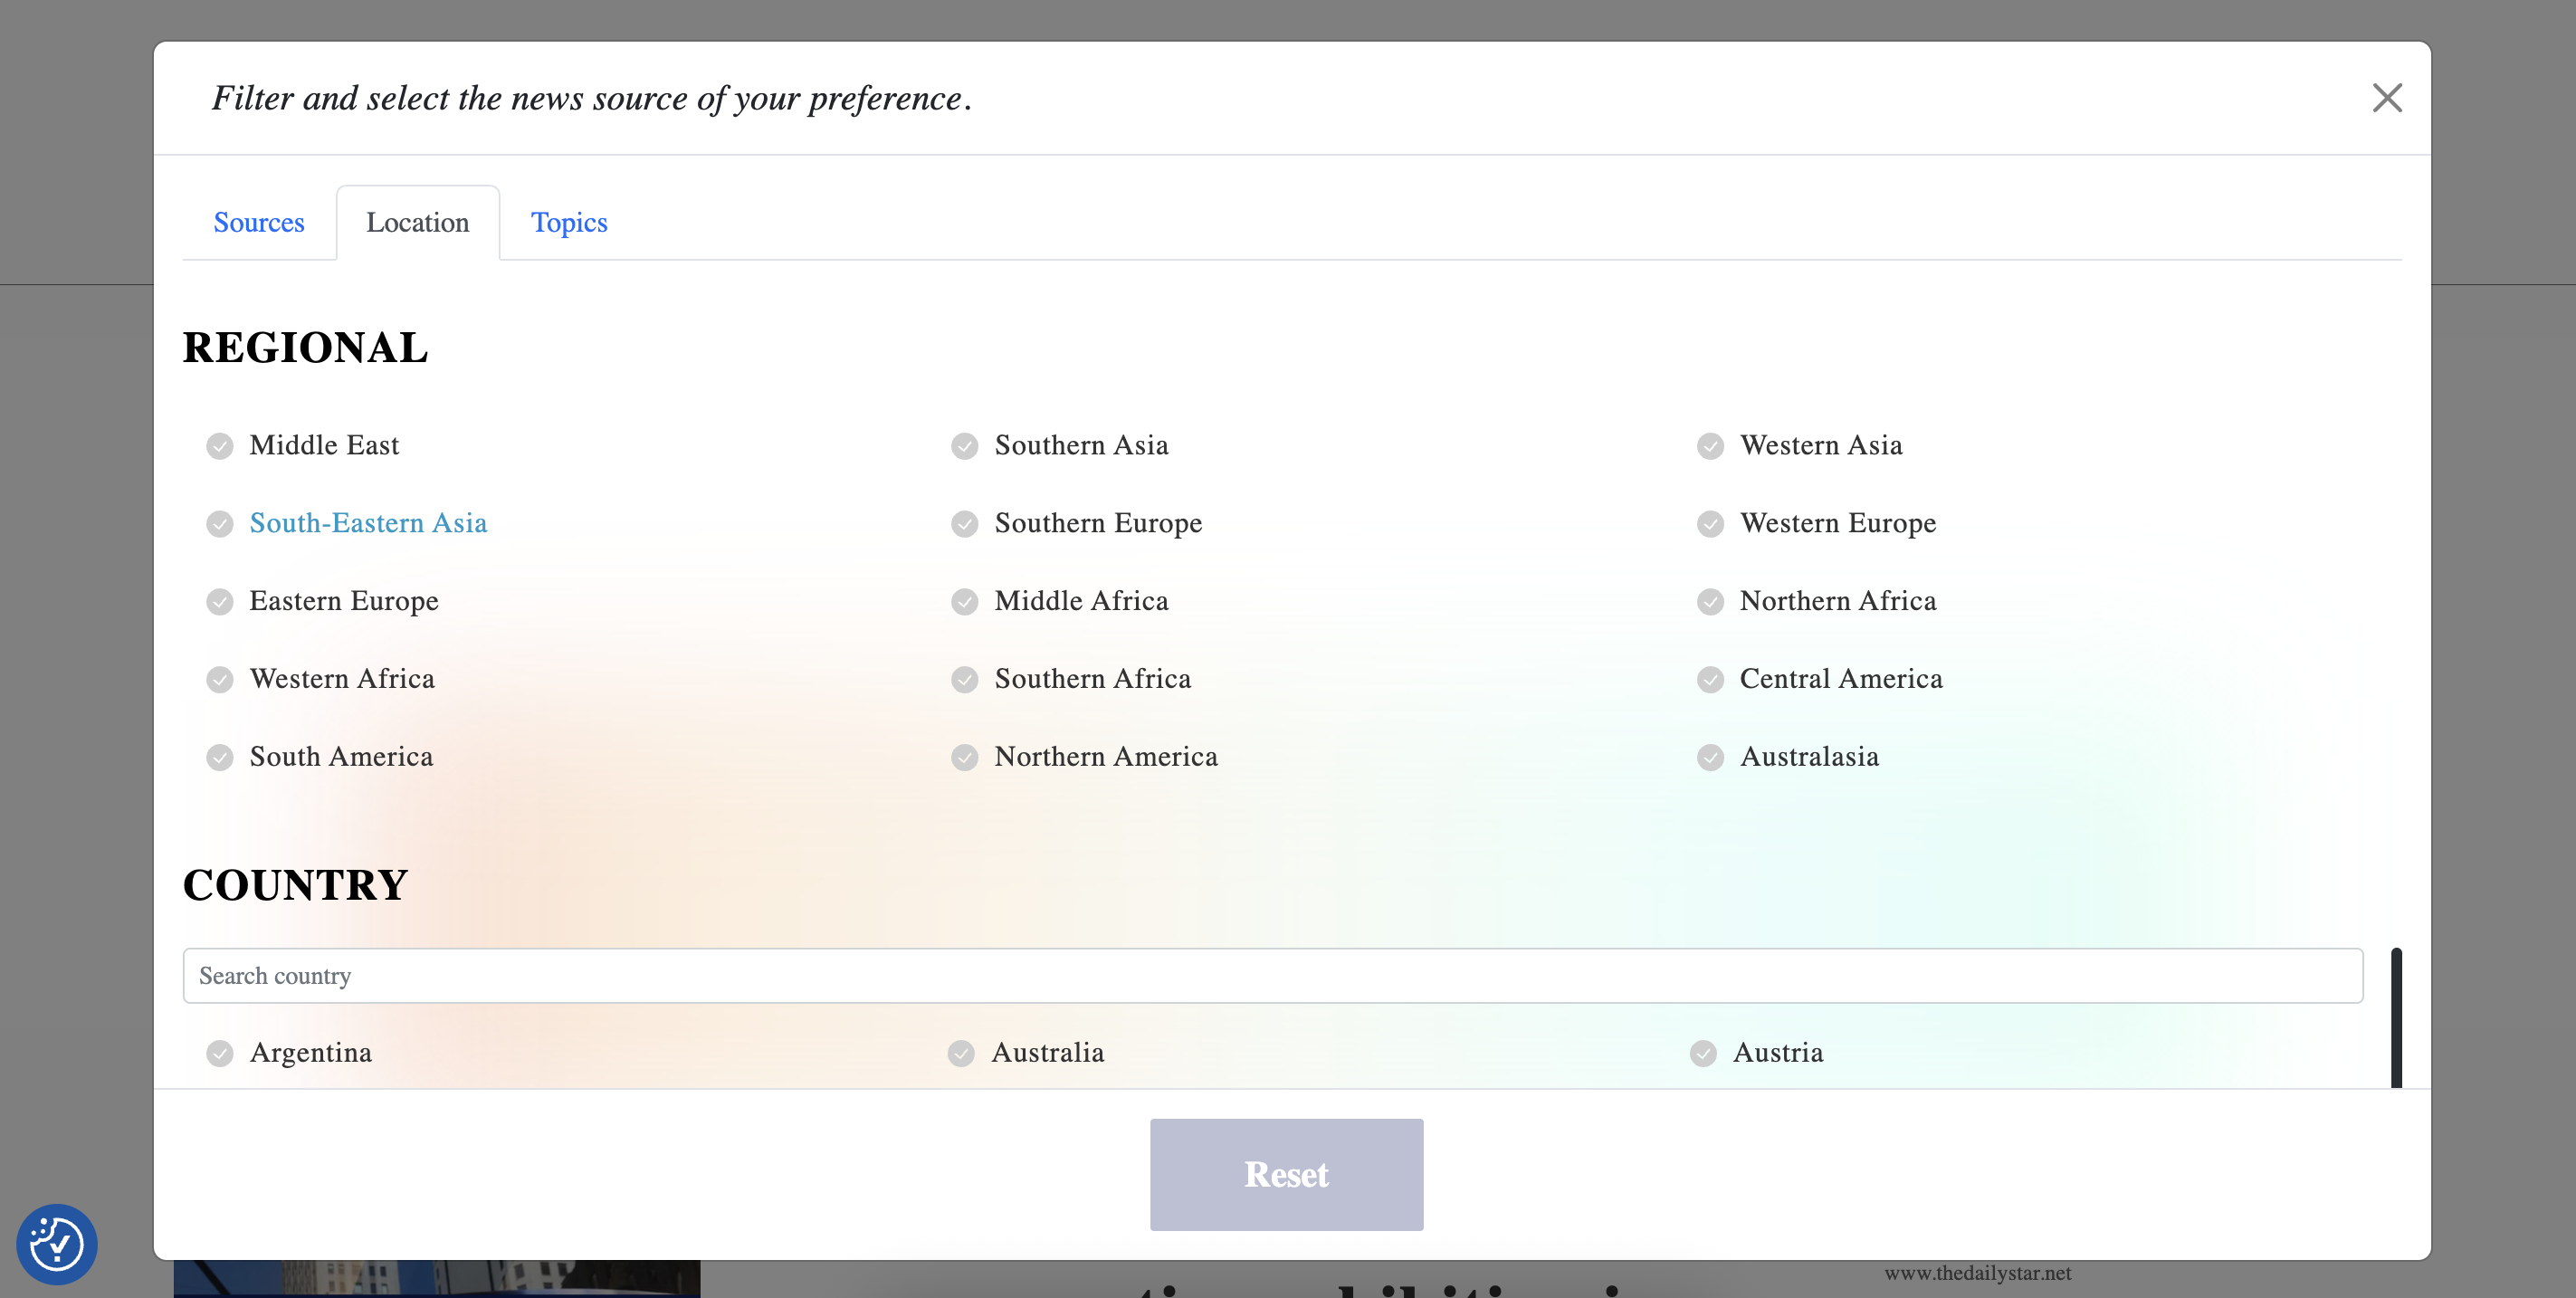 Filter and select the news source of your preference.
Sources Location Topics
REGIONAL
Middle East Southern Asia Western Asia
South-Eastern Asia Southern Europe Western Europe
Eastern Europe Middle Africa Northern Africa
Western Africa Southern Africa Central America
South America Northern America Australasia
COUNTRY
Search country
Argentina Australia Austria
Reset
www.thedailystar.net